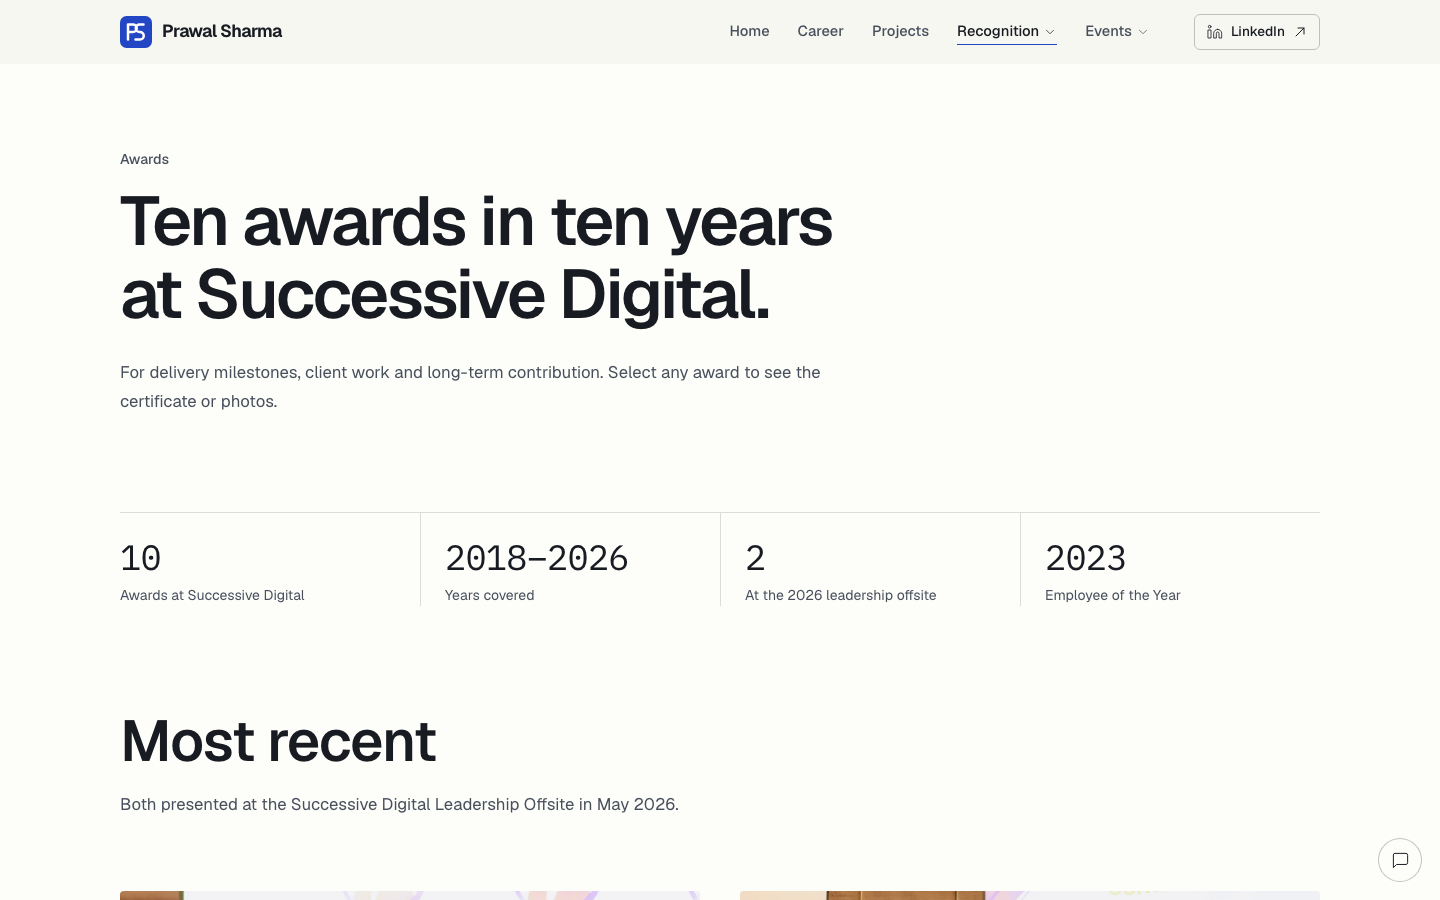 PS Prawal Sharma
Home Career Projects Recognition Events LinkedIn
Awards
Ten awards in ten years
at Successive Digital.
For delivery milestones, client work and long-term contribution. Select any award to see the
certificate or photos.
10
Awards at Successive Digital
2018–2026
Years covered
2
At the 2026 leadership offsite
2023
Employee of the Year
Most recent
Both presented at the Successive Digital Leadership Offsite in May 2026.